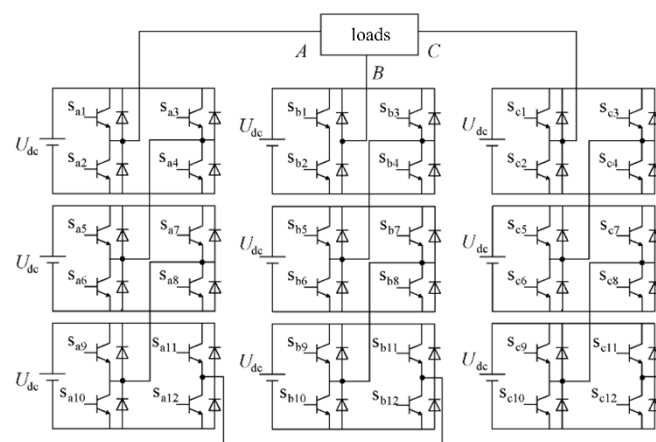 loads
A
C
B
Sa1 Sa3 Sb1 Sb3 Sc1 Sc3
Udc Udc Udc
Sa2 Sa4 Sb2 Sb4 Sc2 Sc4
Sa5 Sa7 Sb5 Sb7 Sc5 Sc7
Udc Udc Udc
Sa6 Sa8 Sb6 Sb8 Sc6 Sc8
Sa9 Sa11 Sb9 Sb11 Sc9 Sc11
Udc Udc Udc
Sa10 Sa12 Sb10 Sb12 Sc10 Sc12